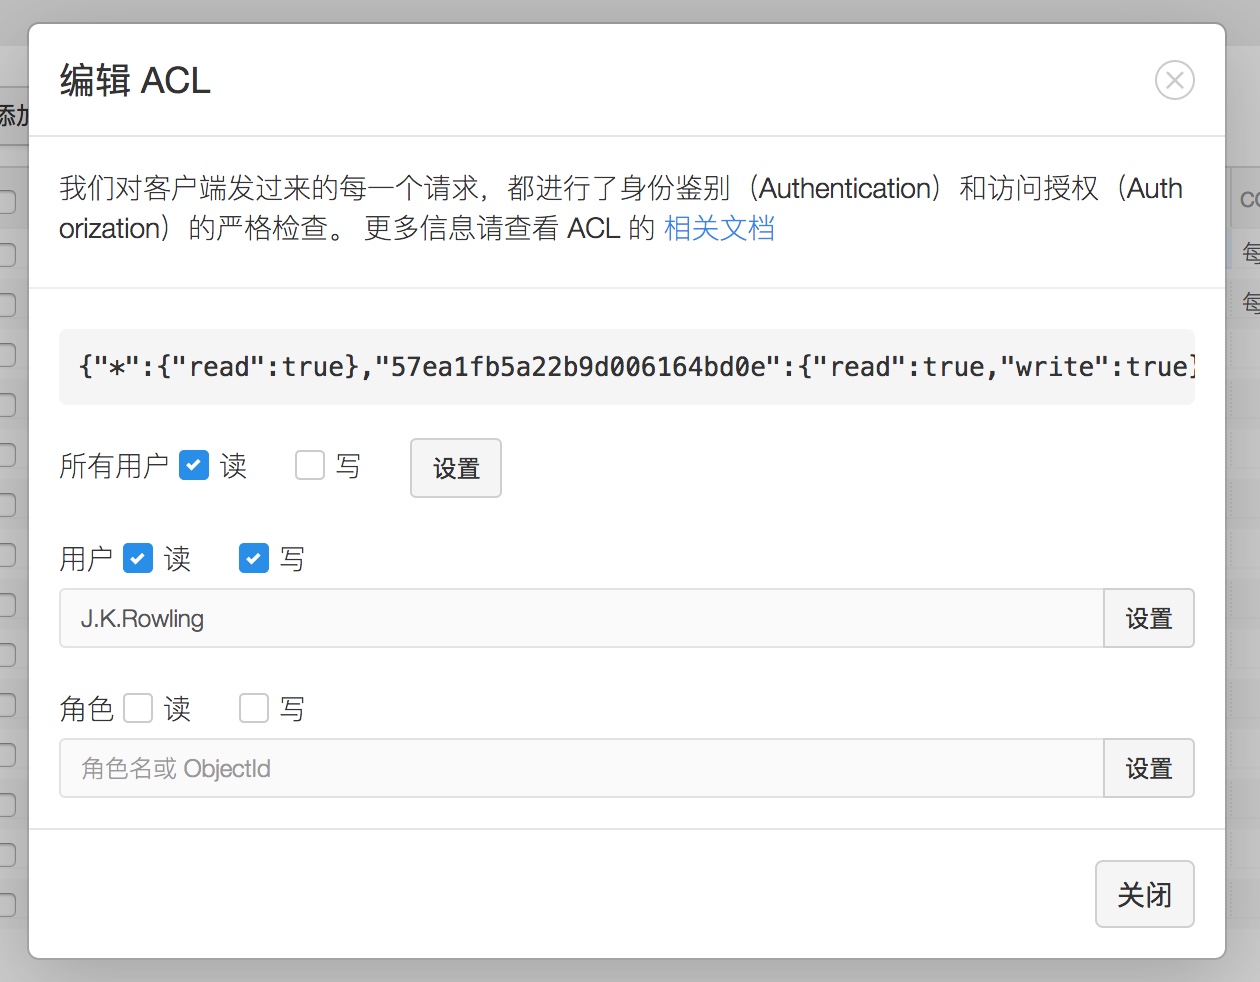 编辑 ACL
添加
我们对客户端发过来的每一个请求，都进行了身份鉴别（Authentication）和访问授权（Auth
orization）的严格检查。 更多信息请查看 ACL 的 相关文档
{"*":{"read":true},"57ea1fb5a22b9d006164bd0e":{"read":true,"write":true}
所有用户 读 写 设置
用户 读 写
J.K.Rowling 设置
角色 读 写
角色名或 ObjectId 设置
关闭
每
每